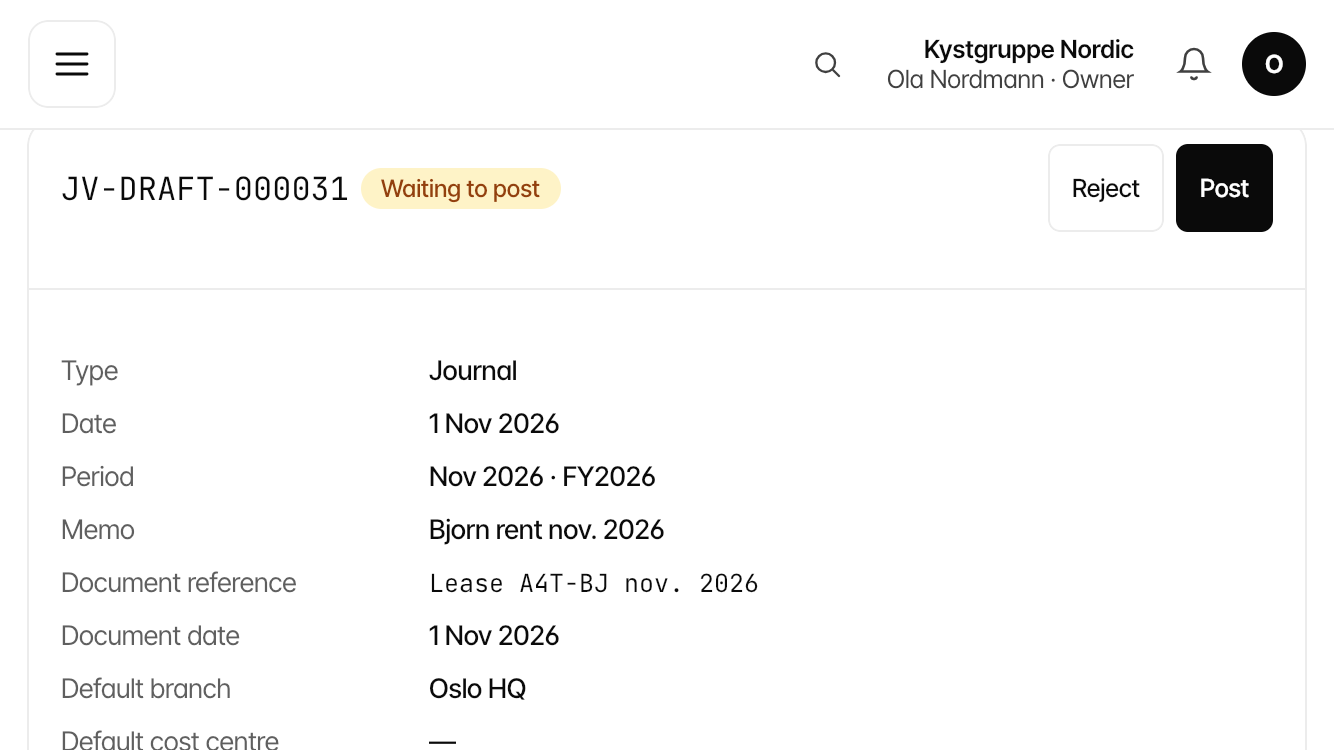 Kystgruppe Nordic
Ola Nordmann · Owner
O
JV-DRAFT-000031
Waiting to post
Reject
Post
Type
Journal
Date
1 Nov 2026
Period
Nov 2026 · FY2026
Memo
Bjorn rent nov. 2026
Document reference
Lease A4T-BJ nov. 2026
Document date
1 Nov 2026
Default branch
Oslo HQ
Default cost centre
—